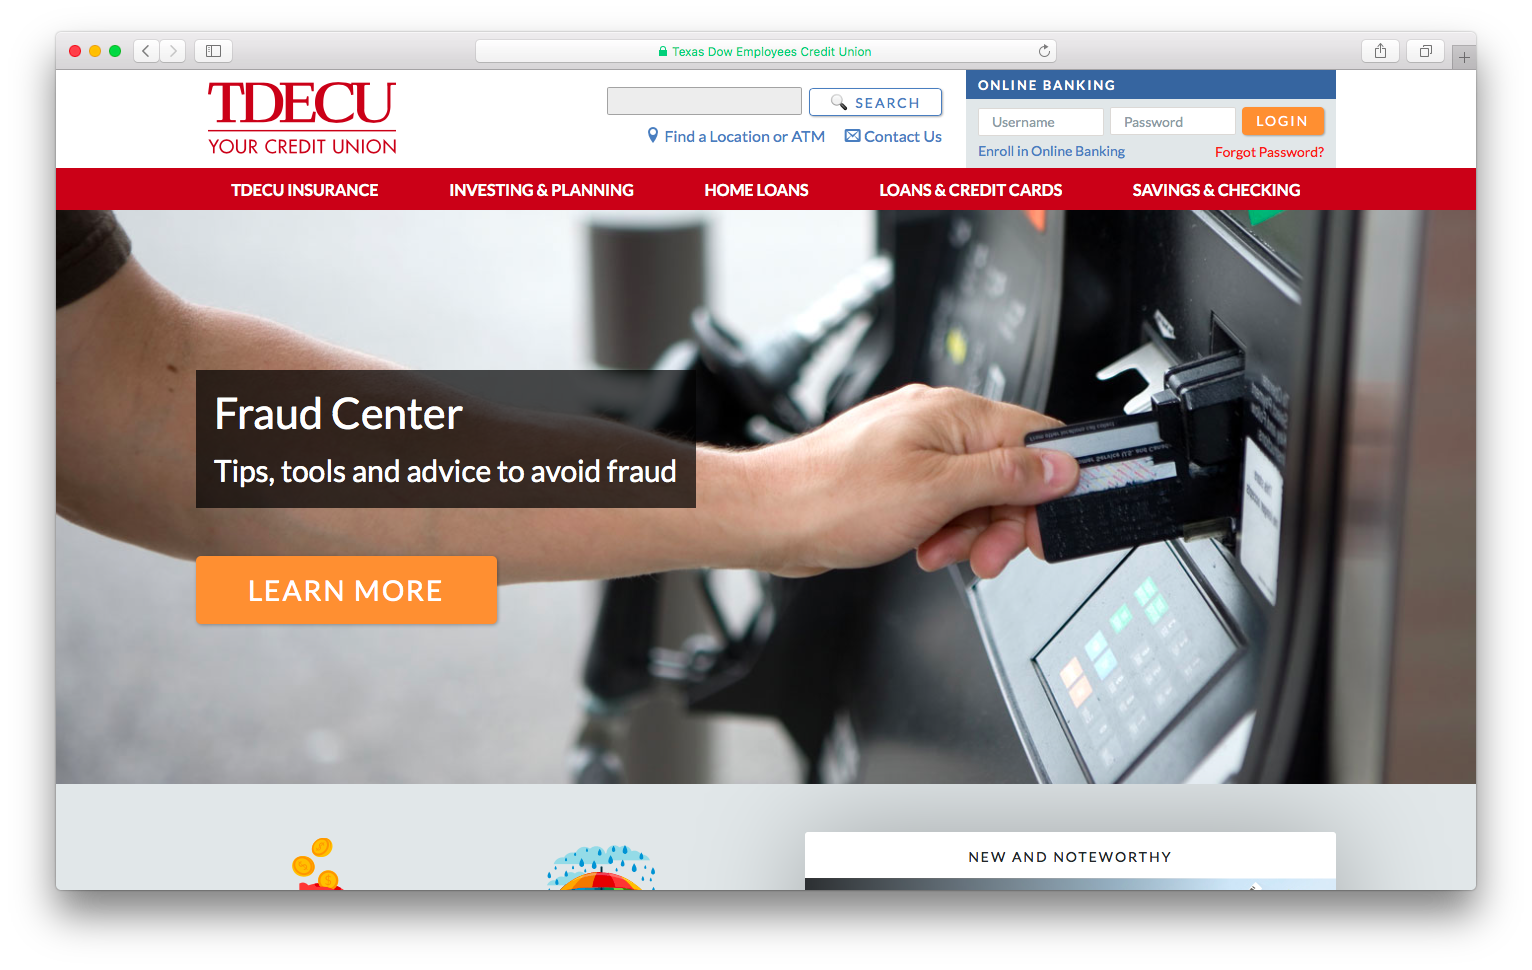 Texas Dow Employees Credit Union
TDECU
YOUR CREDIT UNION
SEARCH
Find a Location or ATM
Contact Us
ONLINE BANKING
Username
Password
LOGIN
Enroll in Online Banking
Forgot Password?
TDECU INSURANCE
INVESTING & PLANNING
HOME LOANS
LOANS & CREDIT CARDS
SAVINGS & CHECKING
Fraud Center
Tips, tools and advice to avoid fraud
LEARN MORE
NEW AND NOTEWORTHY